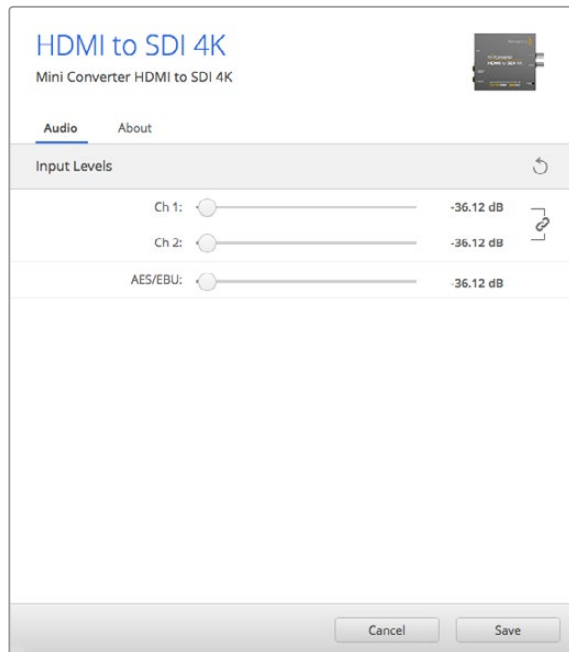 HDMI to SDI 4K
Mini Converter HDMI to SDI 4K
Audio About
Input Levels
Ch 1: -36.12 dB
Ch 2: -36.12 dB
AES/EBU: -36.12 dB
Cancel Save